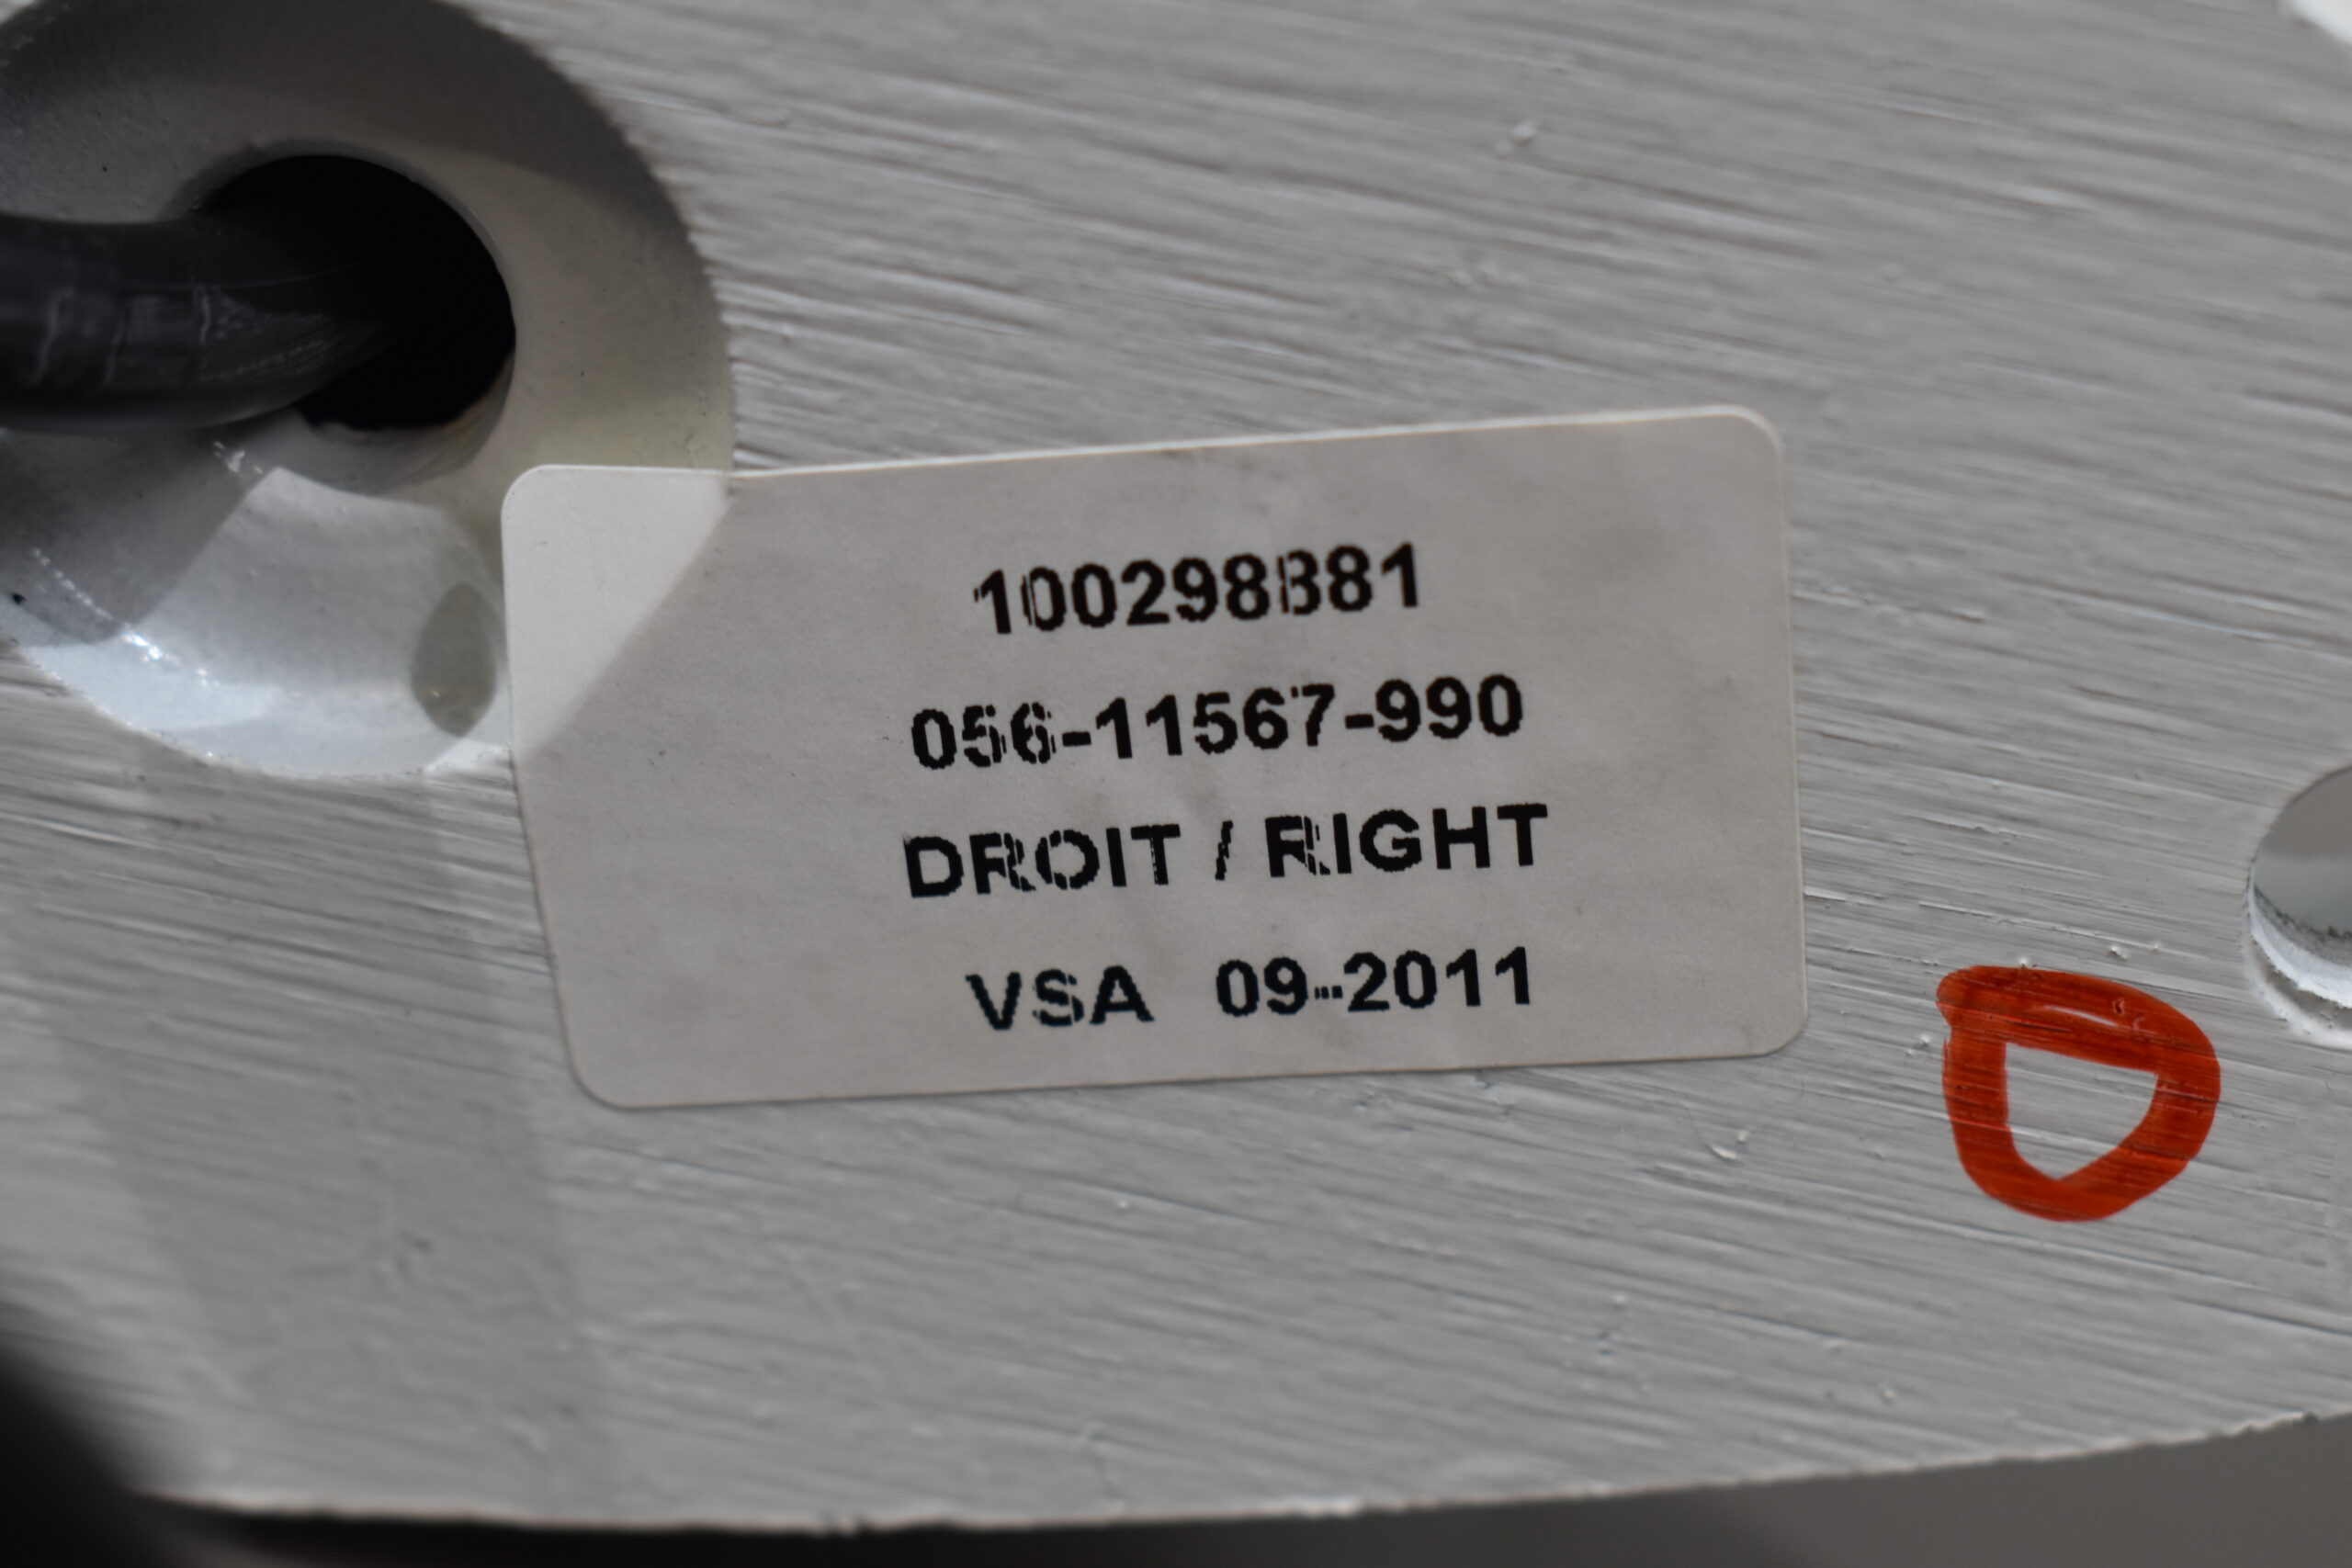 100298881
056-11567-990
DROIT / RIGHT
VSA 09-2011
D